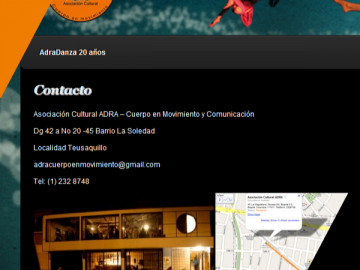 Asociación Cultural
AdraDanza 20 años
Contacto
Asociación Cultural ADRA – Cuerpo en Movimiento y Comunicación
Dg 42 a No 20 -45 Barrio La Soledad
Localidad Teusaquillo
adracuerpoenmovimiento@gmail.com
Tel: (1) 232 8748
Asociación Cultural ADRA